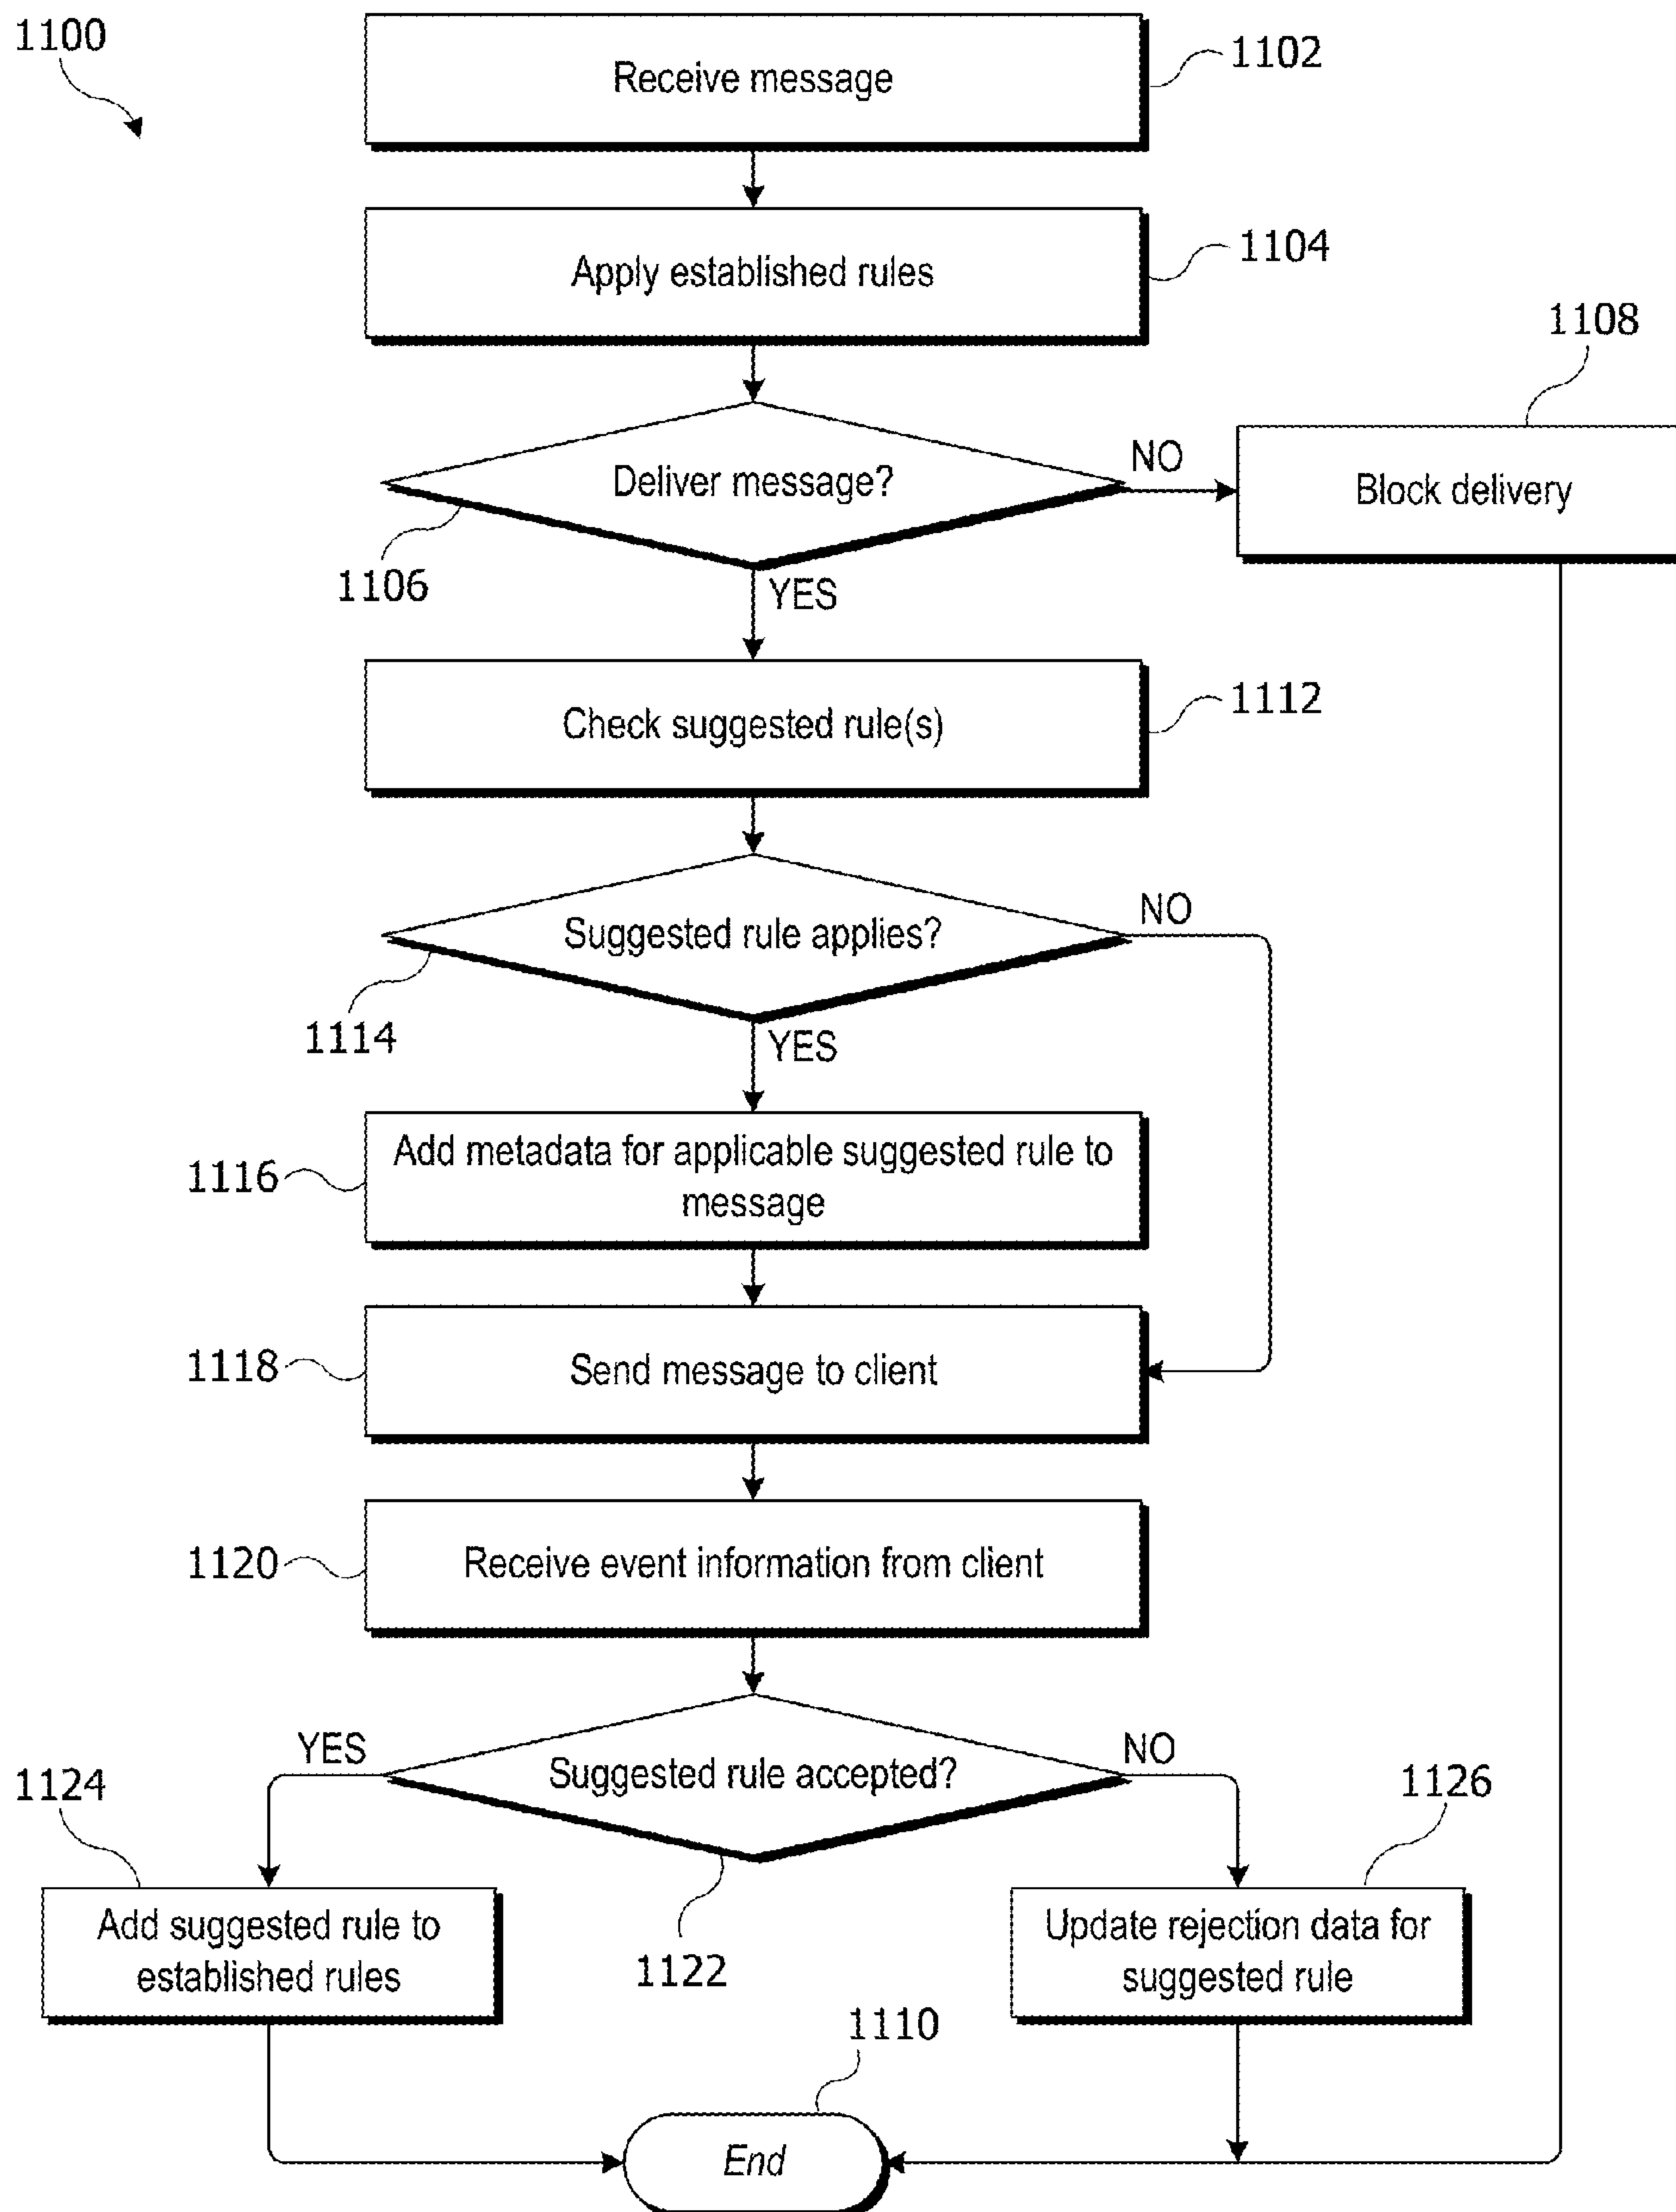 1100
Receive message
1102
Apply established rules
1104
1108
Deliver message?
NO
Block delivery
1106
YES
Check suggested rule(s)
1112
Suggested rule applies?
NO
1114
YES
1116
Add metadata for applicable suggested rule to
message
1118
Send message to client
1120
Receive event information from client
YES
Suggested rule accepted?
NO
1124
1126
Add suggested rule to
established rules
1122
Update rejection data for
suggested rule
1110
End